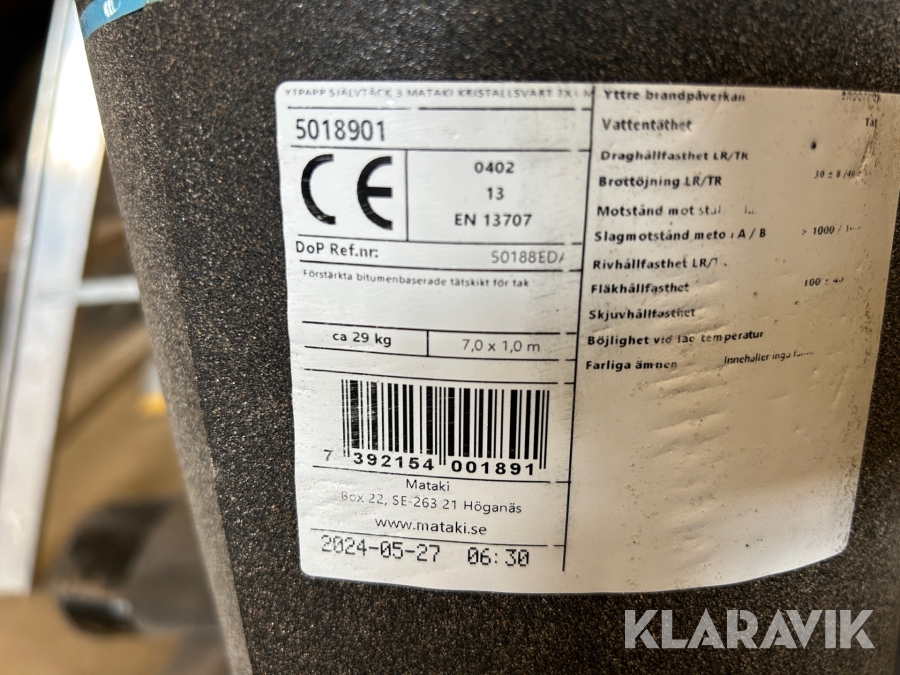 YTPAPP SJÄLVTÄCK 3 MATAKI KRISTALLSVART 7X1 M
5018901
CE
0402
13
EN 13707
DoP Ref.nr:
50188EDA
Förstärkta bitumenbaserade tätskikt för tak
ca 29 kg
7,0 x 1,0 m
7 392154 001891
Mataki
Box 22, SE-263 21 Höganäs
www.mataki.se
2024-05-27 06:30
Yttre brandpåverkan
Vattentäthet
Draghållfasthet LR/TR
Brottöjning LR/TR
Motstånd mot
Slagmotstånd A / B
> 1000 /
Rivhållfasthet
Fläkhållfasthet
100 ±
Skjuvhållfasthet
Böjlighet vid låg temperatur
Farliga ämnen
Innehåller inga
KLARAVIK